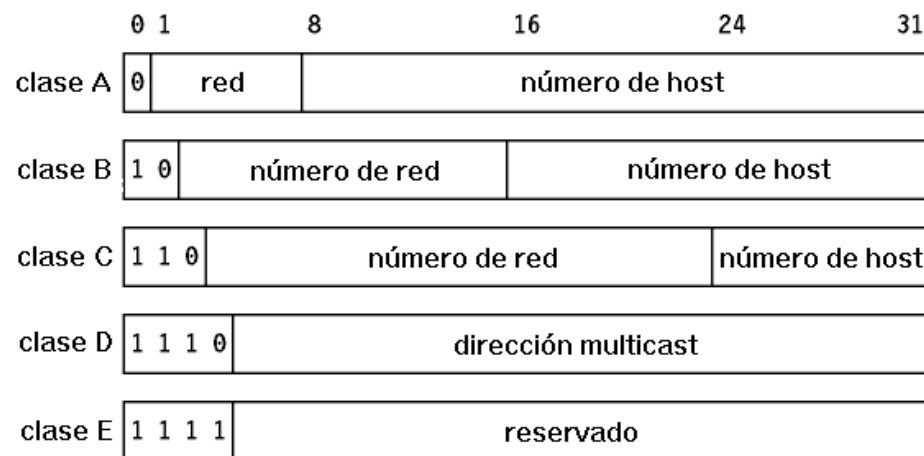 0 1 8 16 24 31
clase A 0 red número de host
clase B 1 0 número de red número de host
clase C 1 1 0 número de red número de host
clase D 1 1 1 0 dirección multicast
clase E 1 1 1 1 reservado